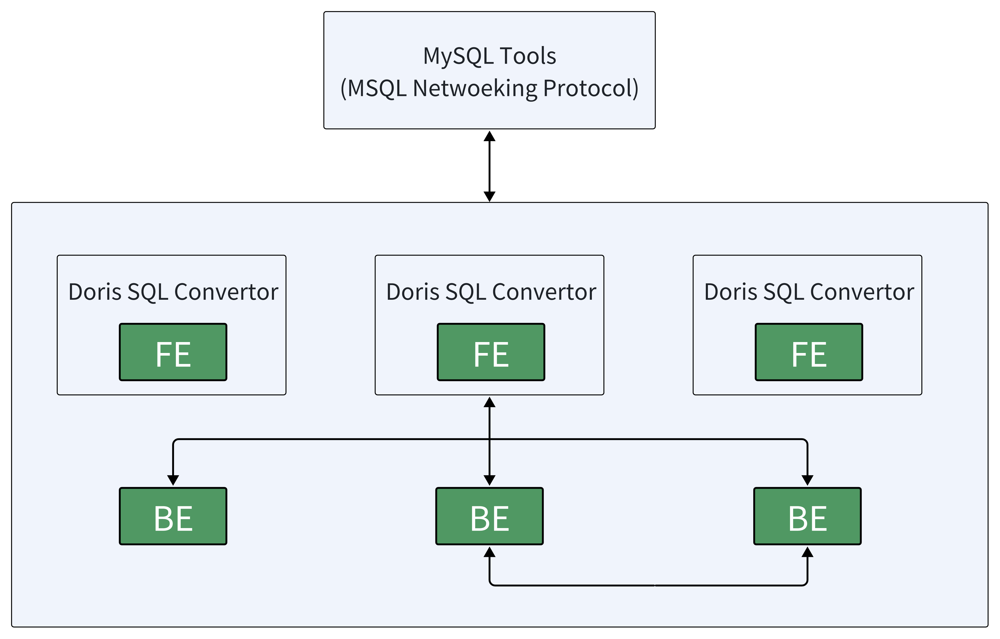 MySQL Tools
(MSQL Netwoeking Protocol)
Doris SQL Convertor
Doris SQL Convertor
Doris SQL Convertor
FE
FE
FE
BE
BE
BE